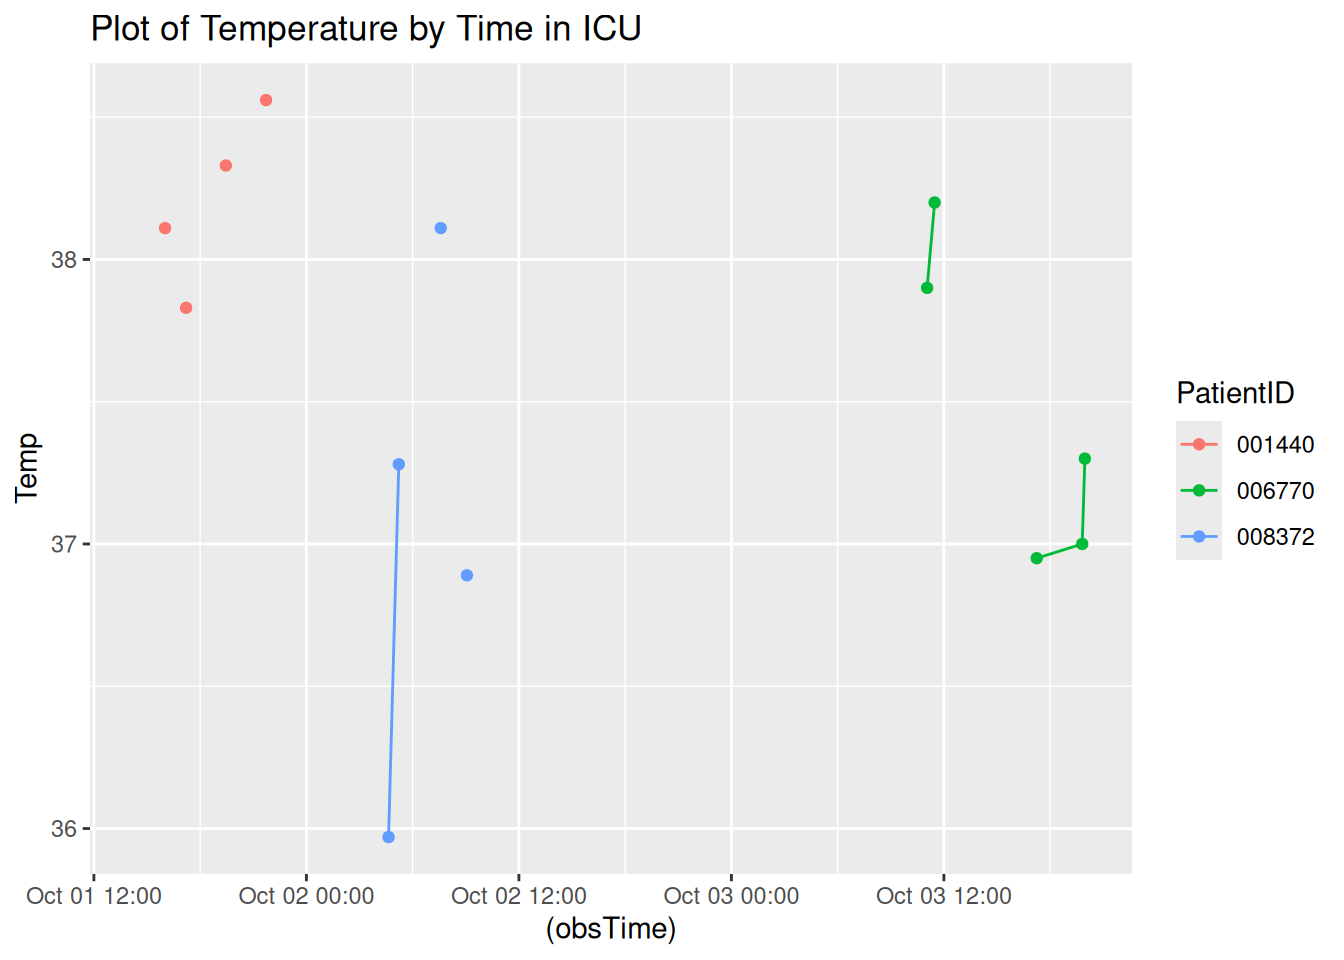 Plot of Temperature by Time in ICU
Temp
38
37
36
Oct 01 12:00
Oct 02 00:00
Oct 02 12:00
Oct 03 00:00
Oct 03 12:00
(obsTime)
PatientID
001440
006770
008372